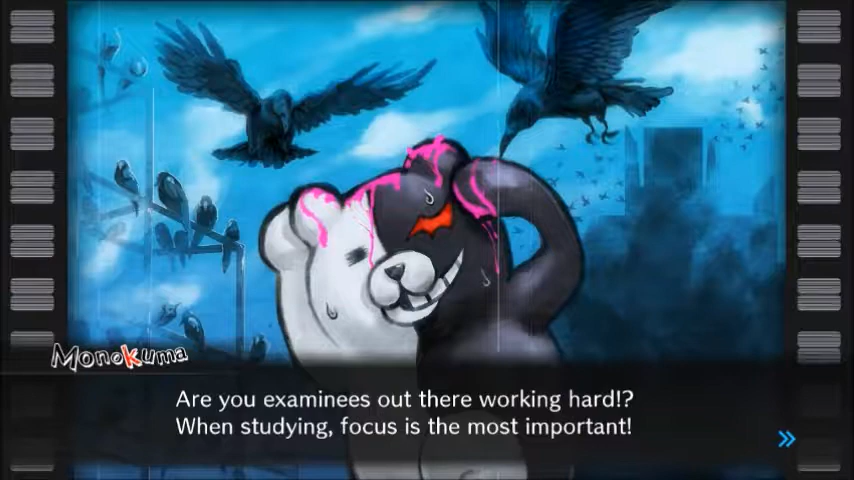 Monokuma
Are you examinees out there working hard!?
When studying, focus is the most important!